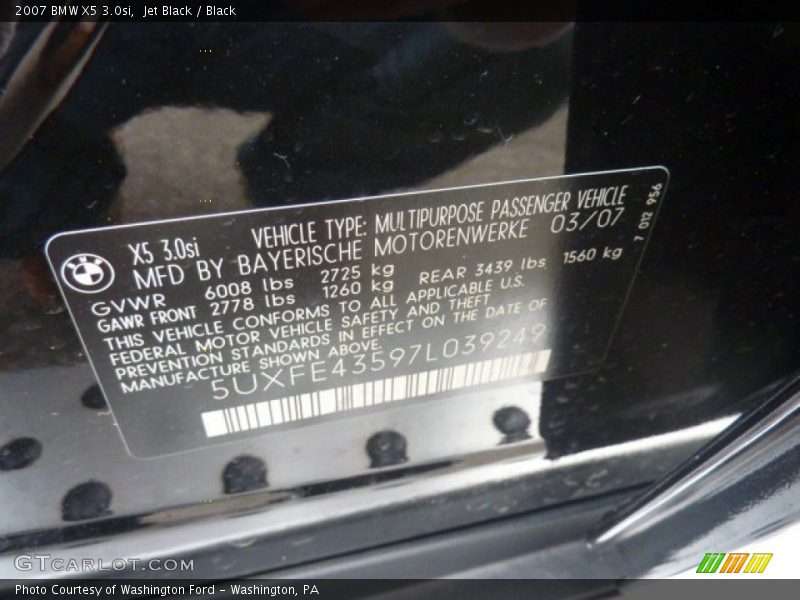 2007 BMW X5 3.0si,  Jet Black / Black
X5 3.0si VEHICLE TYPE: MULTIPURPOSE PASSENGER VEHICLE
MFD BY BAYERISCHE MOTORENWERKE 03/07
GVWR 6008 lbs 2725 kg
GAWR FRONT 2778 lbs 1260 kg REAR 3439 lbs 1560 kg
THIS VEHICLE CONFORMS TO ALL APPLICABLE U.S.
FEDERAL MOTOR VEHICLE SAFETY AND THEFT
PREVENTION STANDARDS IN EFFECT ON THE DATE OF
MANUFACTURE SHOWN ABOVE.
5UXFE43597L039249
7 012 956
GTCARLOT.COM
Photo Courtesy of Washington Ford - Washington, PA